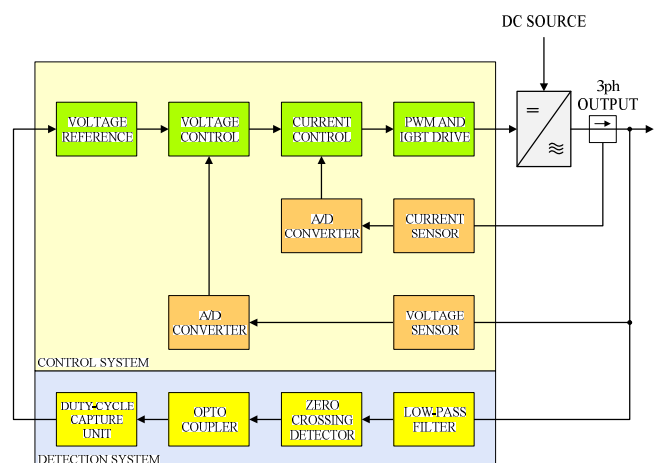 DC SOURCE
3ph
OUTPUT
VOLTAGE
REFERENCE
VOLTAGE
CONTROL
CURRENT
CONTROL
PWM AND
IGBT DRIVE
=
≈
A/D
CONVERTER
CURRENT
SENSOR
A/D
CONVERTER
VOLTAGE
SENSOR
CONTROL SYSTEM
DUTY-CYCLE
CAPTURE
UNIT
OPTO
COUPLER
ZERO
CROSSING
DETECTOR
LOW-PASS
FILTER
DETECTION SYSTEM